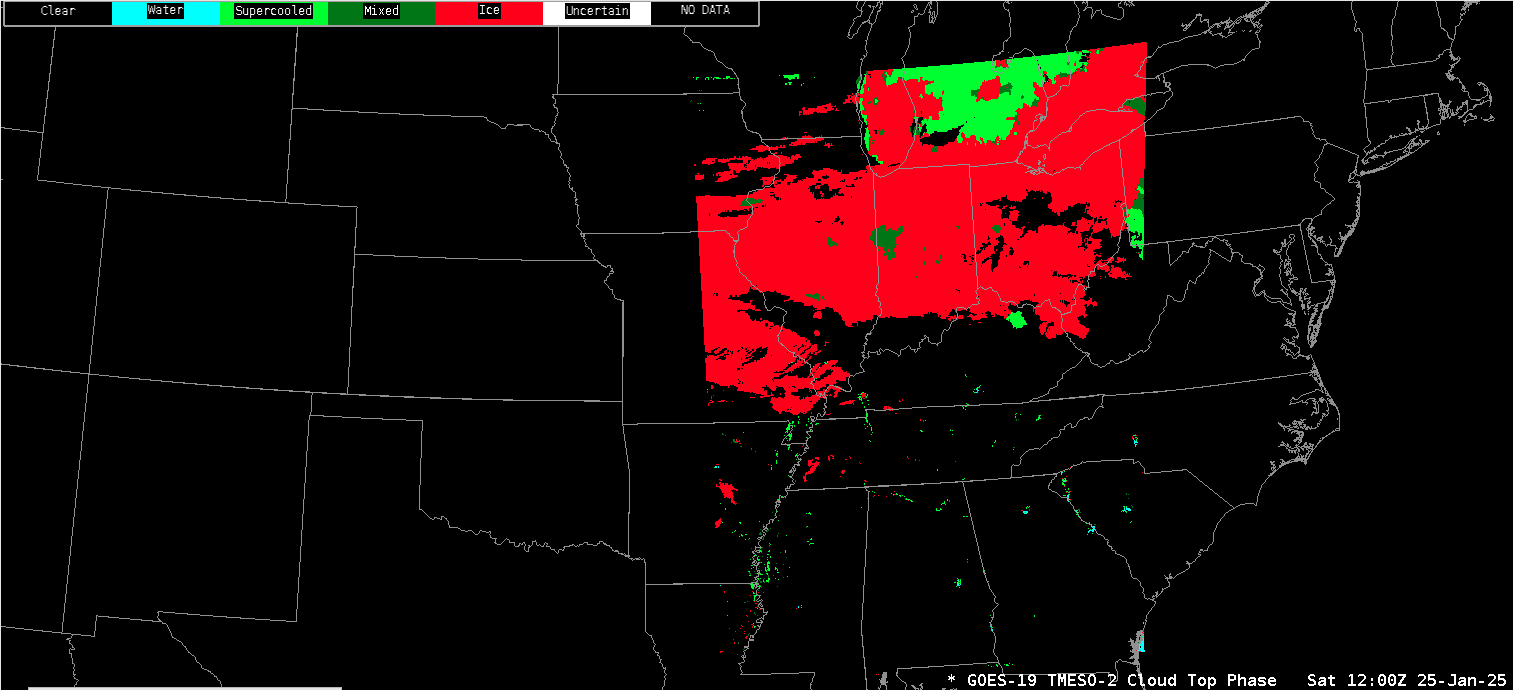 Clear Water Supercooled Mixed Ice Uncertain NO DATA
* GOES-19 TMESO-2 Cloud Top Phase Sat 12:00Z 25-Jan-25